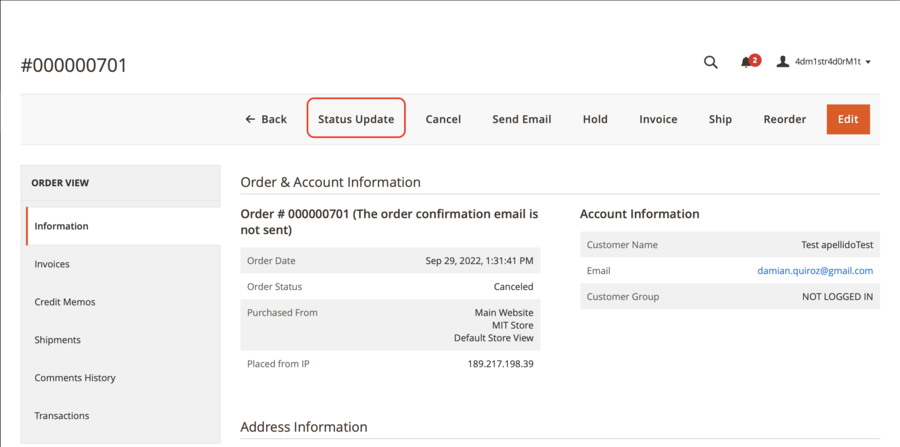 #000000701
2
4dm1str4d0rM1t
Back
Status Update
Cancel
Send Email
Hold
Invoice
Ship
Reorder
Edit
ORDER VIEW
Information
Invoices
Credit Memos
Shipments
Comments History
Transactions
Order & Account Information
Order # 000000701 (The order confirmation email is
not sent)
Order Date Sep 29, 2022, 1:31:41 PM
Order Status Canceled
Purchased From Main Website
MIT Store
Default Store View
Placed from IP 189.217.198.39
Account Information
Customer Name Test apellidoTest
Email damian.quiroz@gmail.com
Customer Group NOT LOGGED IN
Address Information